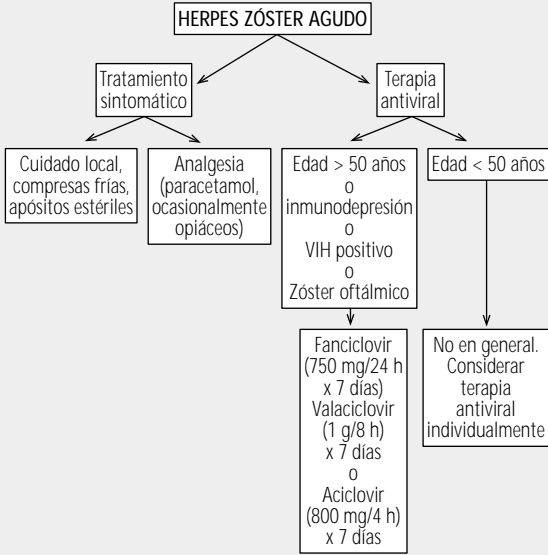 HERPES ZÓSTER AGUDO
Tratamiento
sintomático
Terapia
antiviral
Cuidado local,
compresas frías,
apósitos estériles
Analgesia
(paracetamol,
ocasionalmente
opiáceos)
Edad > 50 años
o
inmunodepresión
o
VIH positivo
o
Zóster oftálmico
Edad < 50 años
Fanciclovir
(750 mg/24 h
x 7 días)
Valaciclovir
(1 g/8 h)
x 7 días
o
Aciclovir
(800 mg/4 h)
x 7 días
No en general.
Considerar
terapia
antiviral
individualmente